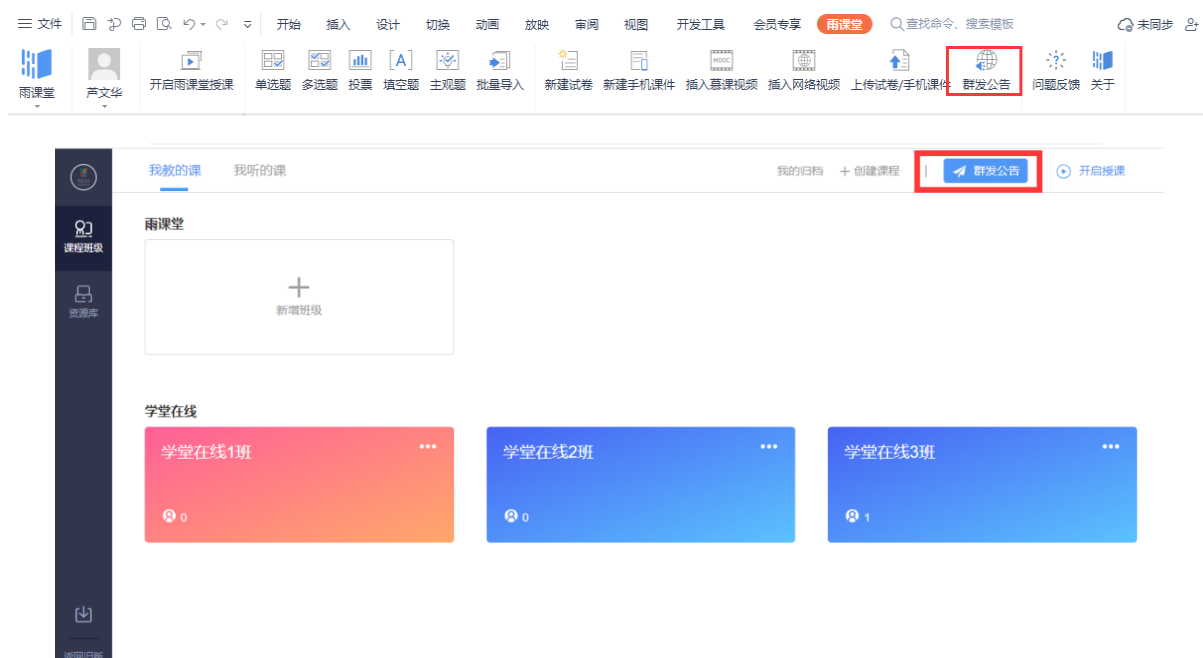 文件 开始 插入 设计 切换 动画 放映 审阅 视图 开发工具 会员专享 雨课堂 查找命令、搜索模板 未同步
雨课堂 芦文华 开启雨课堂授课 单选题 多选题 投票 填空题 主观题 批量导入 新建试卷 新建手机课件 插入慕课视频 插入网络视频 上传试卷/手机课件 群发公告 问题反馈 关于
我教的课 我听的课 我的归档 + 创建课程 | 群发公告 开启授课
课程班级
资源库
雨课堂
新增班级
学堂在线
学堂在线1班 学堂在线2班 学堂在线3班
0 0 1
返回旧版